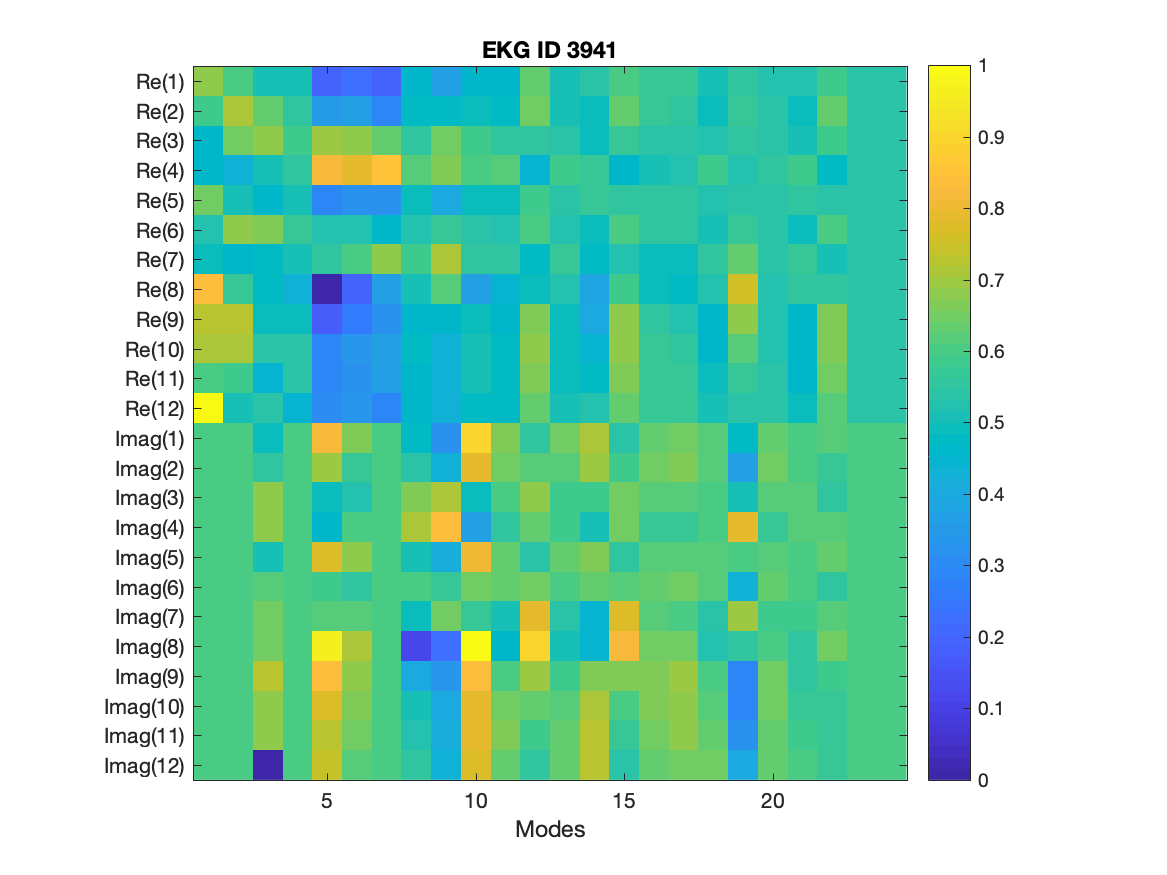 EKG ID 3941
Re(1)
Re(2)
Re(3)
Re(4)
Re(5)
Re(6)
Re(7)
Re(8)
Re(9)
Re(10)
Re(11)
Re(12)
Imag(1)
Imag(2)
Imag(3)
Imag(4)
Imag(5)
Imag(6)
Imag(7)
Imag(8)
Imag(9)
Imag(10)
Imag(11)
Imag(12)
5 10 15 20
Modes
1
0.9
0.8
0.7
0.6
0.5
0.4
0.3
0.2
0.1
0